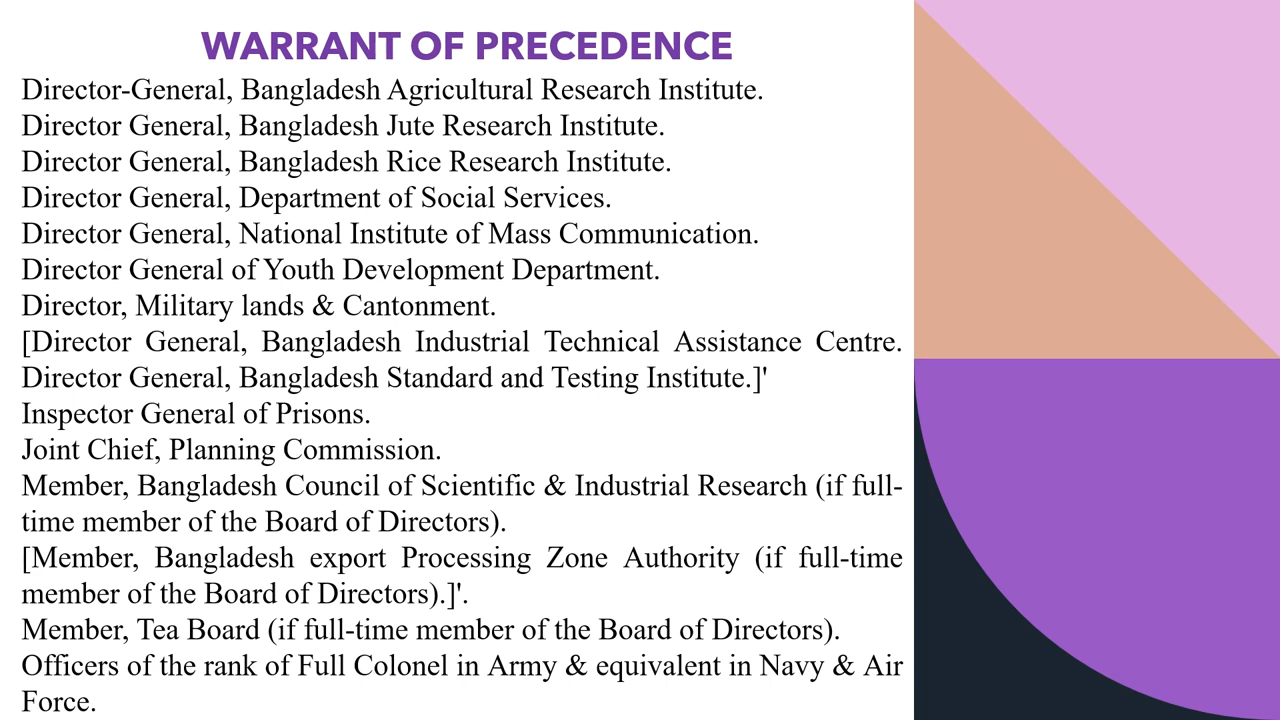 WARRANT OF PRECEDENCE
Director-General, Bangladesh Agricultural Research Institute.
Director General, Bangladesh Jute Research Institute.
Director General, Bangladesh Rice Research Institute.
Director General, Department of Social Services.
Director General, National Institute of Mass Communication.
Director General of Youth Development Department.
Director, Military lands & Cantonment.
[Director General, Bangladesh Industrial Technical Assistance Centre.
Director General, Bangladesh Standard and Testing Institute.]'
Inspector General of Prisons.
Joint Chief, Planning Commission.
Member, Bangladesh Council of Scientific & Industrial Research (if full-
time member of the Board of Directors).
[Member, Bangladesh export Processing Zone Authority (if full-time
member of the Board of Directors).]'.
Member, Tea Board (if full-time member of the Board of Directors).
Officers of the rank of Full Colonel in Army & equivalent in Navy & Air
Force.